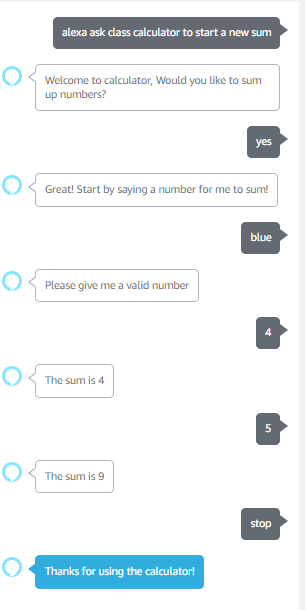 alexa ask class calculator to start a new sum
Welcome to calculator, Would you like to sum
up numbers?
yes
Great! Start by saying a number for me to sum!
blue
Please give me a valid number
4
The sum is 4
5
The sum is 9
stop
Thanks for using the calculator!